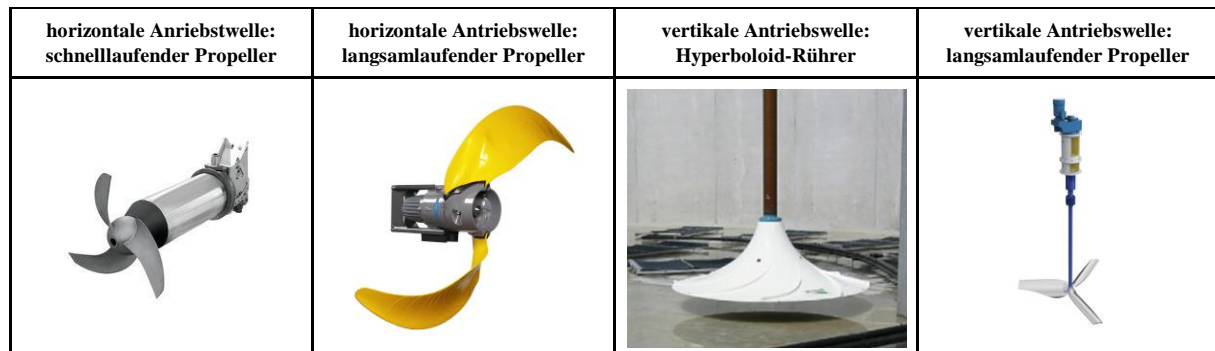 horizontale Anriebstwelle:
schnelllaufender Propeller
horizontale Antriebswelle:
langsamlaufender Propeller
vertikale Antriebswelle:
Hyperboloid-Rührer
vertikale Antriebswelle:
langsamlaufender Propeller